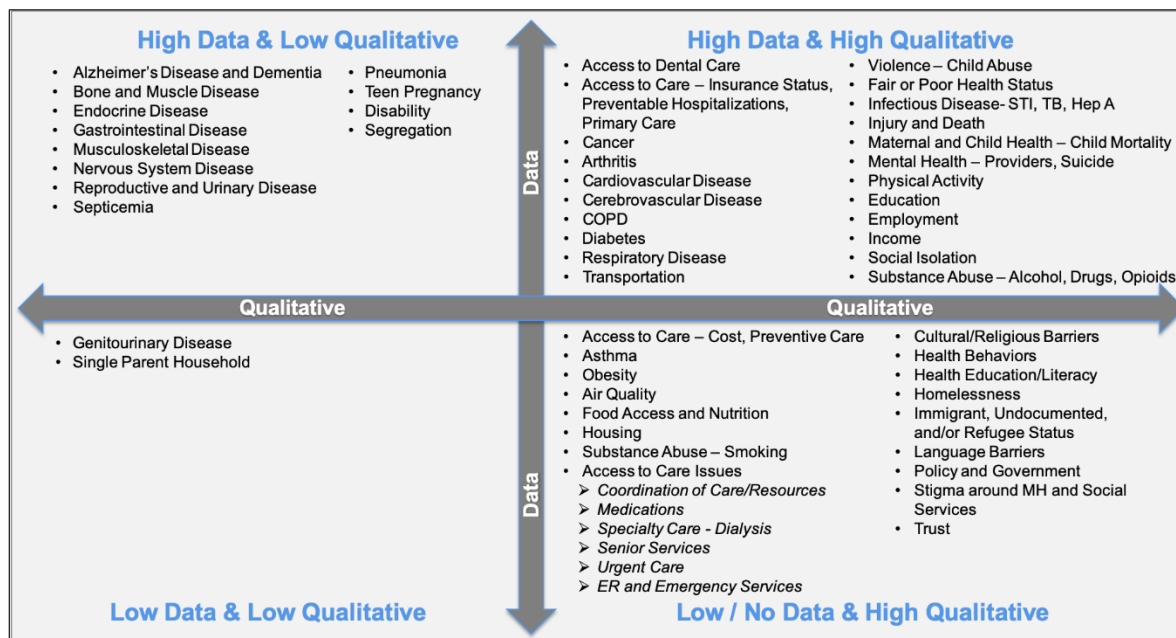 High Data & Low Qualitative
• Alzheimer's Disease and Dementia
• Bone and Muscle Disease
• Endocrine Disease
• Gastrointestinal Disease
• Musculoskeletal Disease
• Nervous System Disease
• Reproductive and Urinary Disease
• Septicemia
• Pneumonia
• Teen Pregnancy
• Disability
• Segregation
High Data & High Qualitative
• Access to Dental Care
• Access to Care – Insurance Status,
Preventable Hospitalizations,
Primary Care
• Cancer
• Arthritis
• Cardiovascular Disease
• Cerebrovascular Disease
• COPD
• Diabetes
• Respiratory Disease
• Transportation
• Violence – Child Abuse
• Fair or Poor Health Status
• Infectious Disease- STI, TB, Hep A
• Injury and Death
• Maternal and Child Health – Child Mortality
• Mental Health – Providers, Suicide
• Physical Activity
• Education
• Employment
• Income
• Social Isolation
• Substance Abuse – Alcohol, Drugs, Opioids
Data
Qualitative
Qualitative
Data
• Genitourinary Disease
• Single Parent Household
Low Data & Low Qualitative
• Access to Care – Cost, Preventive Care
• Asthma
• Obesity
• Air Quality
• Food Access and Nutrition
• Housing
• Substance Abuse – Smoking
• Access to Care Issues
➢ Coordination of Care/Resources
➢ Medications
➢ Specialty Care - Dialysis
➢ Senior Services
➢ Urgent Care
➢ ER and Emergency Services
• Cultural/Religious Barriers
• Health Behaviors
• Health Education/Literacy
• Homelessness
• Immigrant, Undocumented,
and/or Refugee Status
• Language Barriers
• Policy and Government
• Stigma around MH and Social
Services
• Trust
Low / No Data & High Qualitative